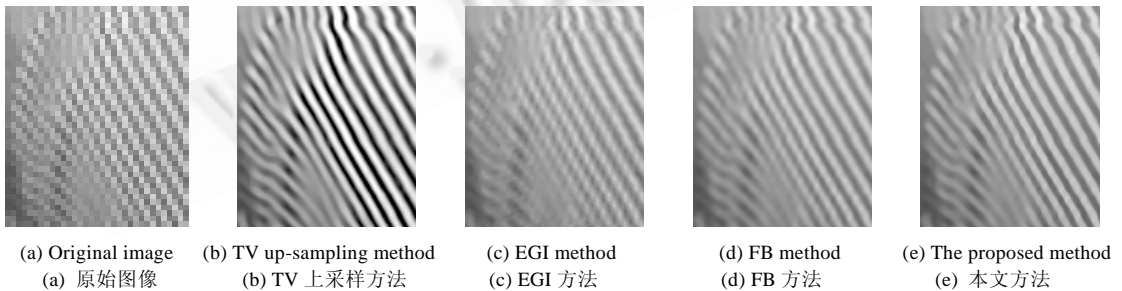 (a) Original image (b) TV up-sampling method (c) EGI method (d) FB method (e) The proposed method
(a) 原始图像 (b) TV 上采样方法 (c) EGI 方法 (d) FB 方法 (e) 本文方法